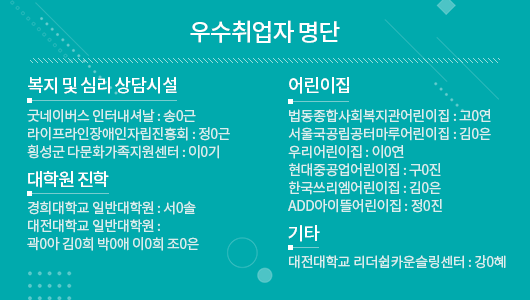 우수취업자 명단
복지 및 심리 상담시설
굿네이버스 인터내셔날 : 송0근
라이프라인장애인자립진흥회 : 정0근
횡성군 다문화가족지원센터 : 이0기
대학원 진학
경희대학교 일반대학원 : 서0솔
대전대학교 일반대학원 :
곽0아 김0희 박0애 이0희 조0은
어린이집
법동종합사회복지관어린이집 : 고0연
서울국공립공터마루어린이집 : 김0은
우리어린이집 : 이0연
현대중공업어린이집 : 구0진
한국쓰리엠어린이집 : 김0은
ADD아이뜰어린이집 : 정0진
기타
대전대학교 리더쉽카운슬링센터 : 강0혜